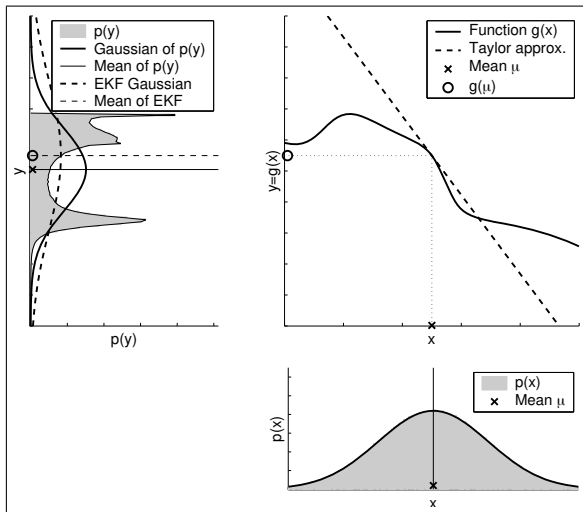 p(y)
Gaussian of p(y)
Mean of p(y)
EKF Gaussian
Mean of EKF
y
p(y)
Function g(x)
Taylor approx.
Mean μ
g(μ)
y=g(x)
x
p(x)
Mean μ
p(x)
x